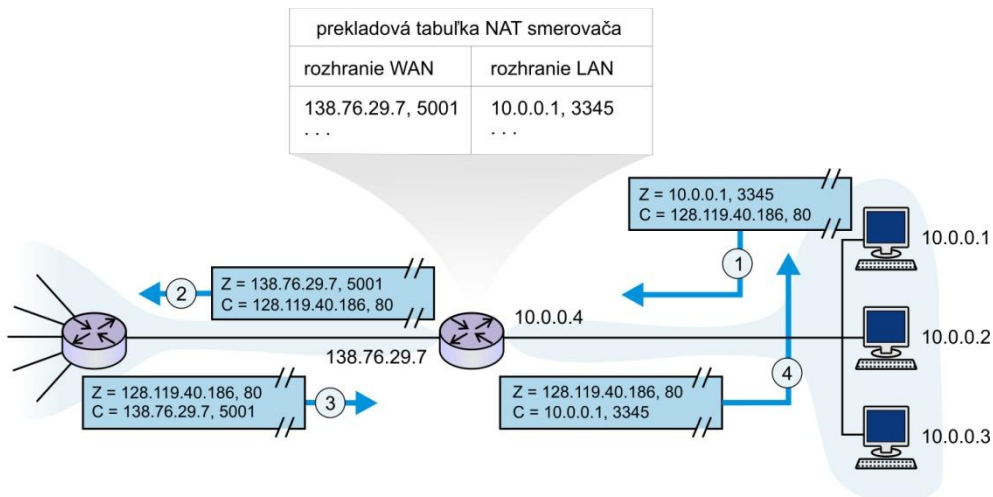 prekladová tabuľka NAT smerovača
rozhranie WAN
rozhranie LAN
138.76.29.7, 5001
10.0.0.1, 3345
. . .
. . .
Z = 10.0.0.1, 3345
C = 128.119.40.186, 80
1
10.0.0.1
2
Z = 138.76.29.7, 5001
C = 128.119.40.186, 80
10.0.0.4
10.0.0.2
138.76.29.7
Z = 128.119.40.186, 80
C = 138.76.29.7, 5001
3
Z = 128.119.40.186, 80
C = 10.0.0.1, 3345
4
10.0.0.3